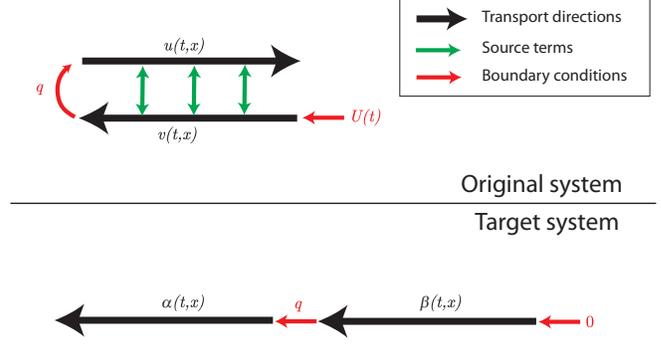 Transport directions
Source terms
Boundary conditions
u(t,x)
q
v(t,x)
U(t)
Original system
Target system
α(t,x)
q
β(t,x)
0